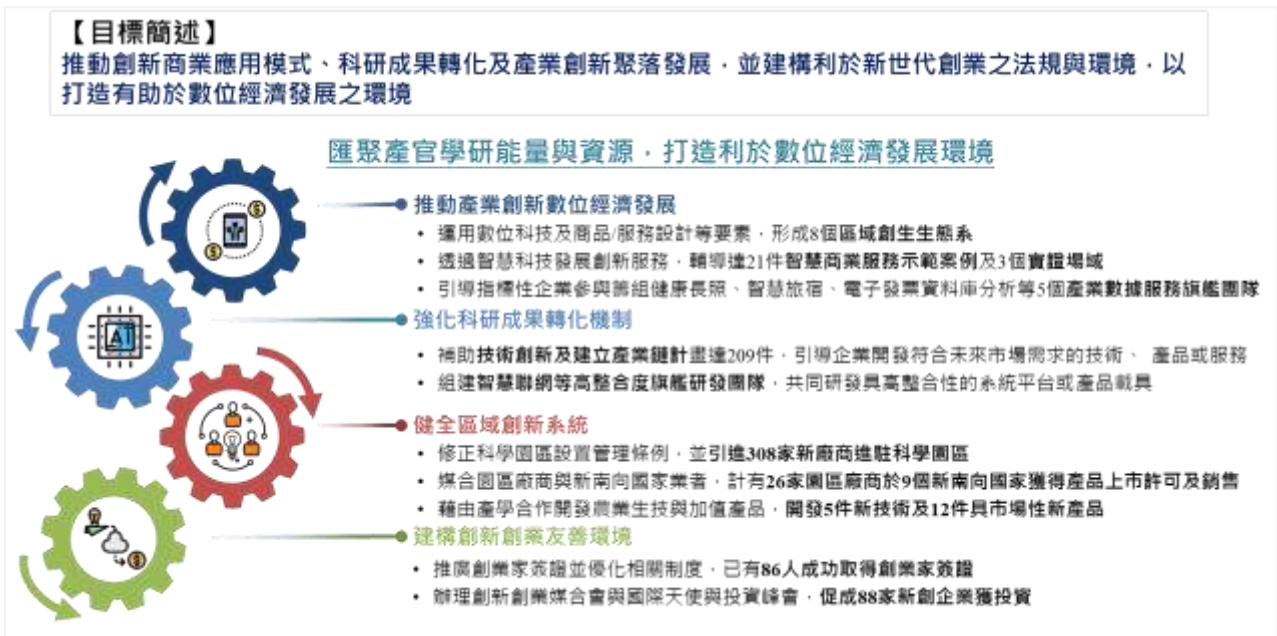 【目標簡述】
推動創新商業應用模式、科研成果轉化及產業創新聚落發展，並建構利於新世代創業之法規與環境，以
打造有助於數位經濟發展之環境
匯聚產官學研能量與資源，打造利於數位經濟發展環境
推動產業創新數位經濟發展
• 運用數位科技及商品/服務設計等要素，形成8個區域創生生態系
• 透過智慧科技發展創新服務，輔導達21件智慧商業服務示範案例及3個實證場域
• 引導指標性企業參與籌組健康長照、智慧旅宿、電子發票資料庫分析等5個產業數據服務旗艦團隊
AI
強化科研成果轉化機制
• 補助技術創新及建立產業鏈計畫達209件，引導企業開發符合未來市場需求的技術、 產品或服務
• 組建智慧聯網等高整合度旗艦研發團隊，共同研發具高整合性的系統平台或產品載具
健全區域創新系統
• 修正科學園區設置管理條例，並引進308家新廠商進駐科學園區
• 媒合園區廠商與新南向國家業者，計有26家園區廠商於9個新南向國家獲得產品上市許可及銷售
• 藉由產學合作開發農業生技與加值產品，開發5件新技術及12件具市場性新產品
建構創新創業友善環境
• 推廣創業家簽證並優化相關制度，已有86人成功取得創業家簽證
• 辦理創新創業媒合會與國際天使與投資峰會，促成88家新創企業獲投資